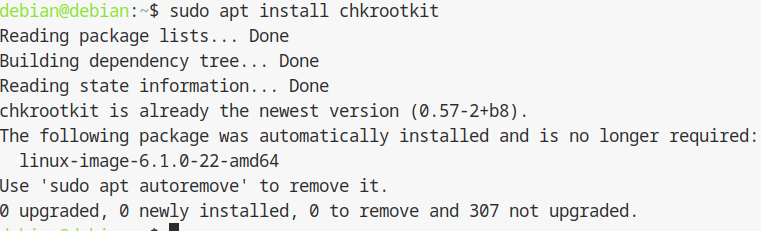 debian@debian:~$ sudo apt install chkrootkit
Reading package lists... Done
Building dependency tree... Done
Reading state information... Done
chkrootkit is already the newest version (0.57-2+b8).
The following package was automatically installed and is no longer required:
  linux-image-6.1.0-22-amd64
Use 'sudo apt autoremove' to remove it.
0 upgraded, 0 newly installed, 0 to remove and 307 not upgraded.